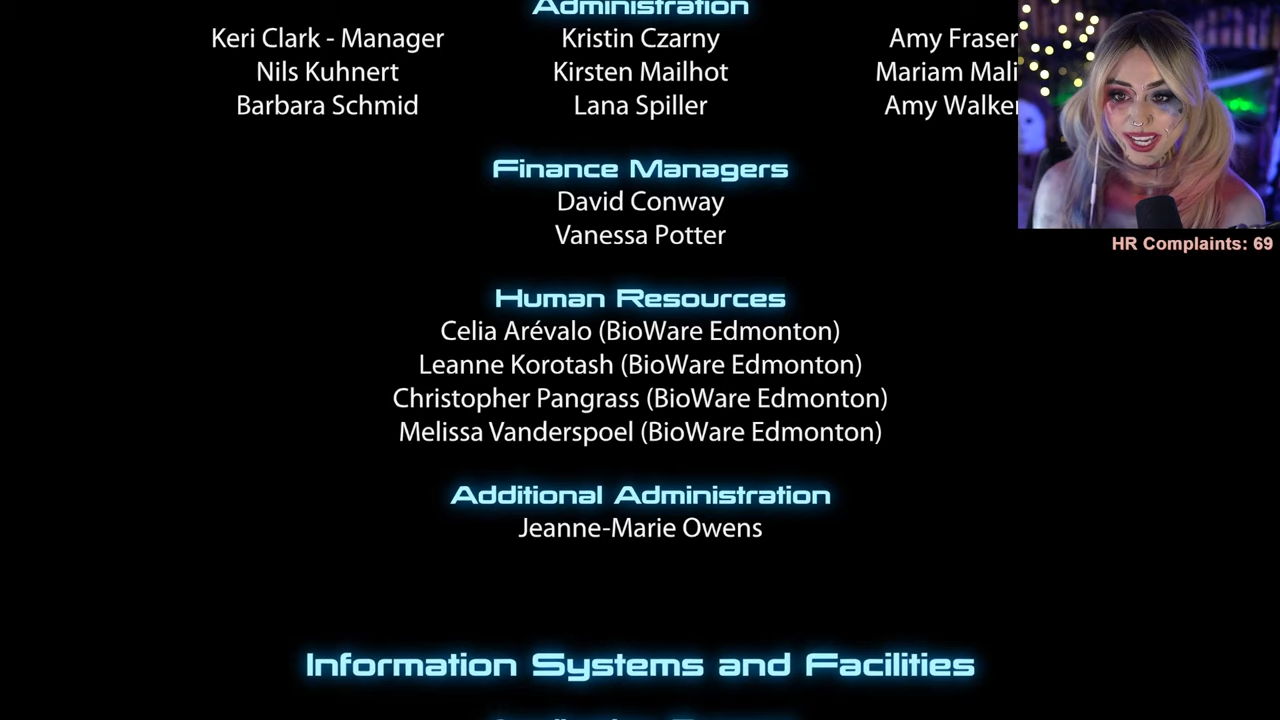 Administration
Keri Clark - Manager Kristin Czarny Amy Fraser
Nils Kuhnert Kirsten Mailhot Mariam Mali
Barbara Schmid Lana Spiller Amy Walker
Finance Managers
David Conway
Vanessa Potter
HR Complaints: 69
Human Resources
Celia Arévalo (BioWare Edmonton)
Leanne Korotash (BioWare Edmonton)
Christopher Pangrass (BioWare Edmonton)
Melissa Vanderspoel (BioWare Edmonton)
Additional Administration
Jeanne-Marie Owens
Information Systems and Facilities